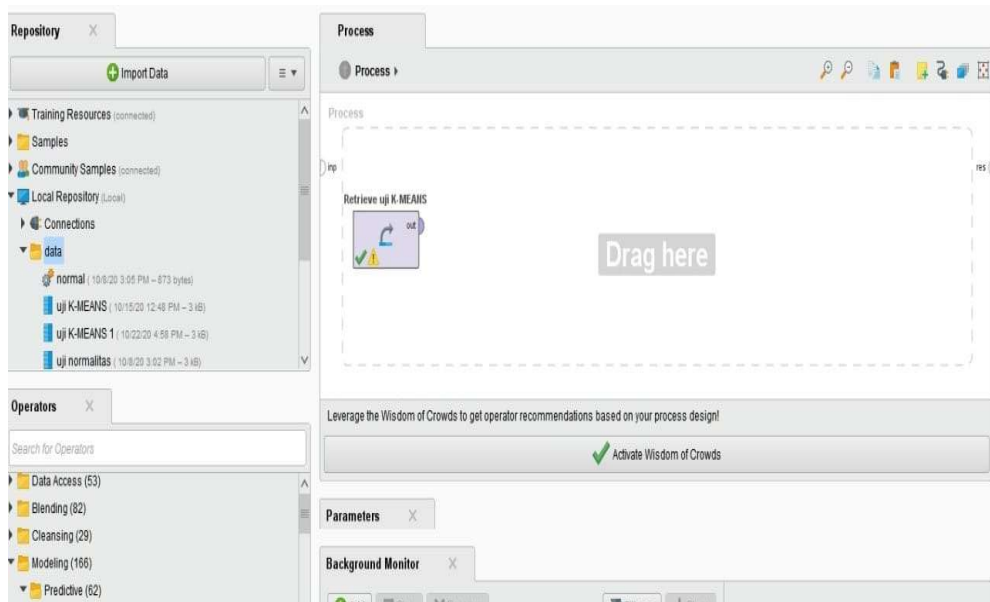 Repository
Import Data
Training Resources (connected)
Samples
Community Samples (connected)
Local Repository (Local)
Connections
data
normal ( 10/8/20 3:05 PM – 873 bytes)
uji K-MEANS ( 10/15/20 12:48 PM – 3 kB)
uji K-MEANS 1 ( 10/22/20 4:58 PM – 3 kB)
uji normalitas ( 10/8/20 3:02 PM – 3 kB)
Operators
Search for Operators
Data Access (53)
Blending (82)
Cleansing (29)
Modeling (166)
Predictive (62)
Process
Process
Process
inp
res
Retrieve uji K-MEANS
out
Drag here
Leverage the Wisdom of Crowds to get operator recommendations based on your process design!
Activate Wisdom of Crowds
Parameters
Background Monitor